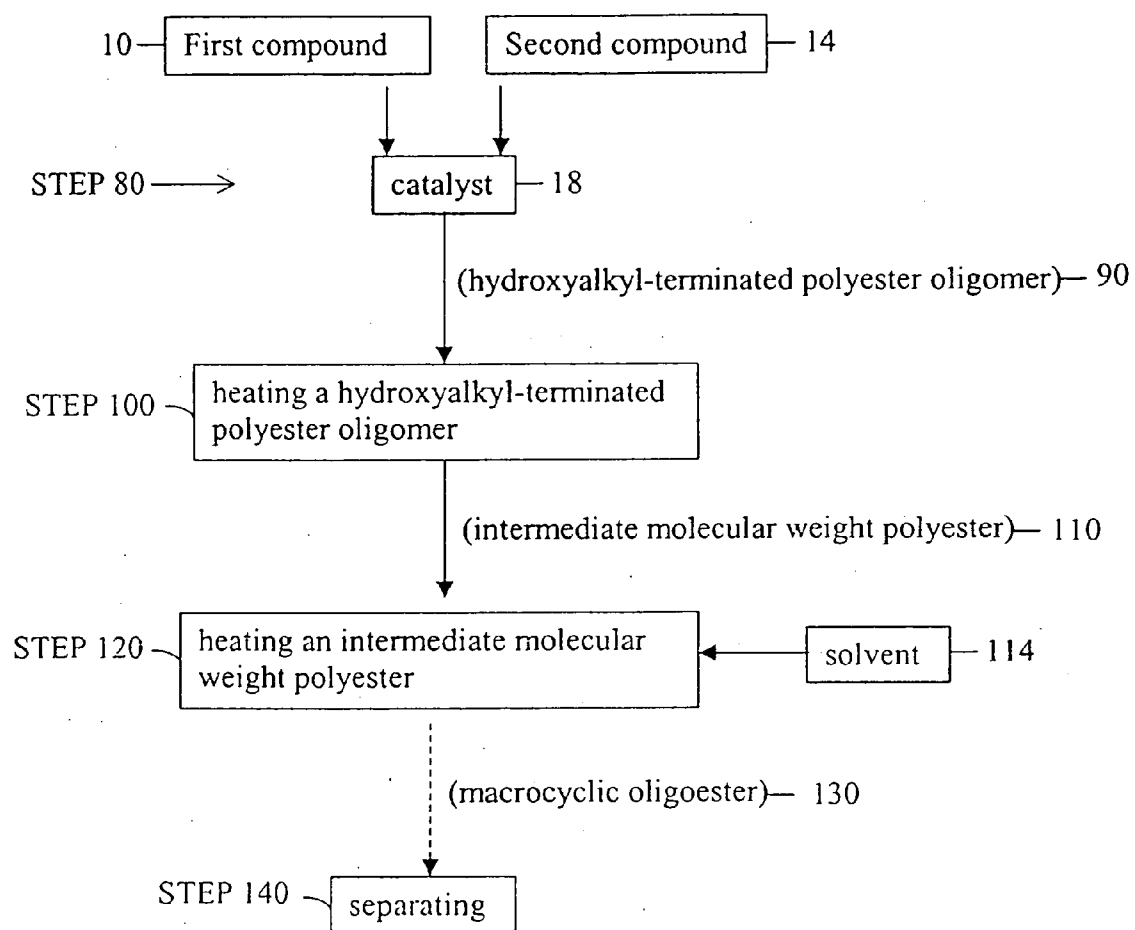 10 First compound
Second compound 14
STEP 80
catalyst 18
(hydroxyalkyl-terminated polyester oligomer) 90
STEP 100
heating a hydroxyalkyl-terminated
polyester oligomer
(intermediate molecular weight polyester) 110
STEP 120
heating an intermediate molecular
weight polyester
solvent 114
(macrocyclic oligoester) 130
STEP 140
separating